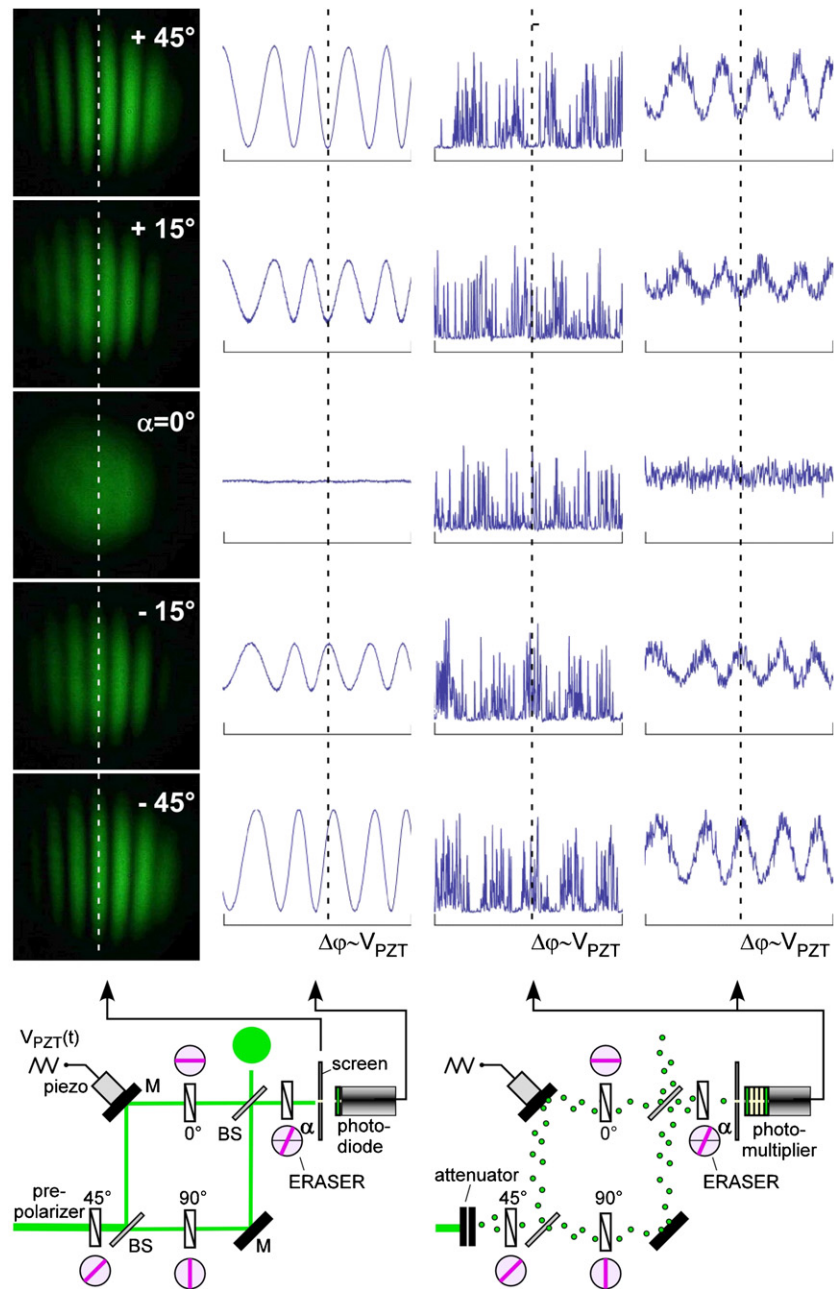 + 45°
+ 15°
α=0°
- 15°
- 45°
Δφ~V_PZT
Δφ~V_PZT
Δφ~V_PZT
V_PZT(t)
piezo
M
0°
BS
α
screen
photo-
diode
ERASER
pre-
polarizer
45°
BS
90°
M
attenuator
45°
0°
90°
α
photo-
multiplier
ERASER